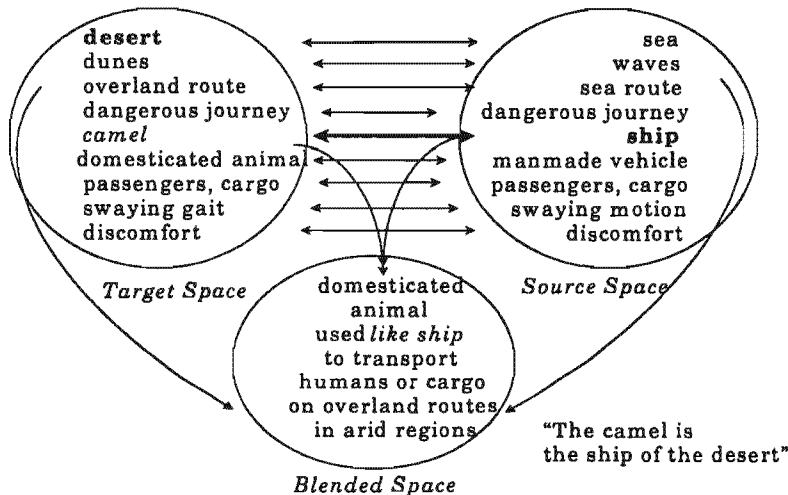 desert
dunes
overland route
dangerous journey
camel
domesticated animal
passengers, cargo
swaying gait
discomfort
Target Space
sea
waves
sea route
dangerous journey
ship
manmade vehicle
passengers, cargo
swaying motion
discomfort
Source Space
domesticated
animal
used like ship
to transport
humans or cargo
on overland routes
in arid regions
Blended Space
“The camel is
the ship of the desert”